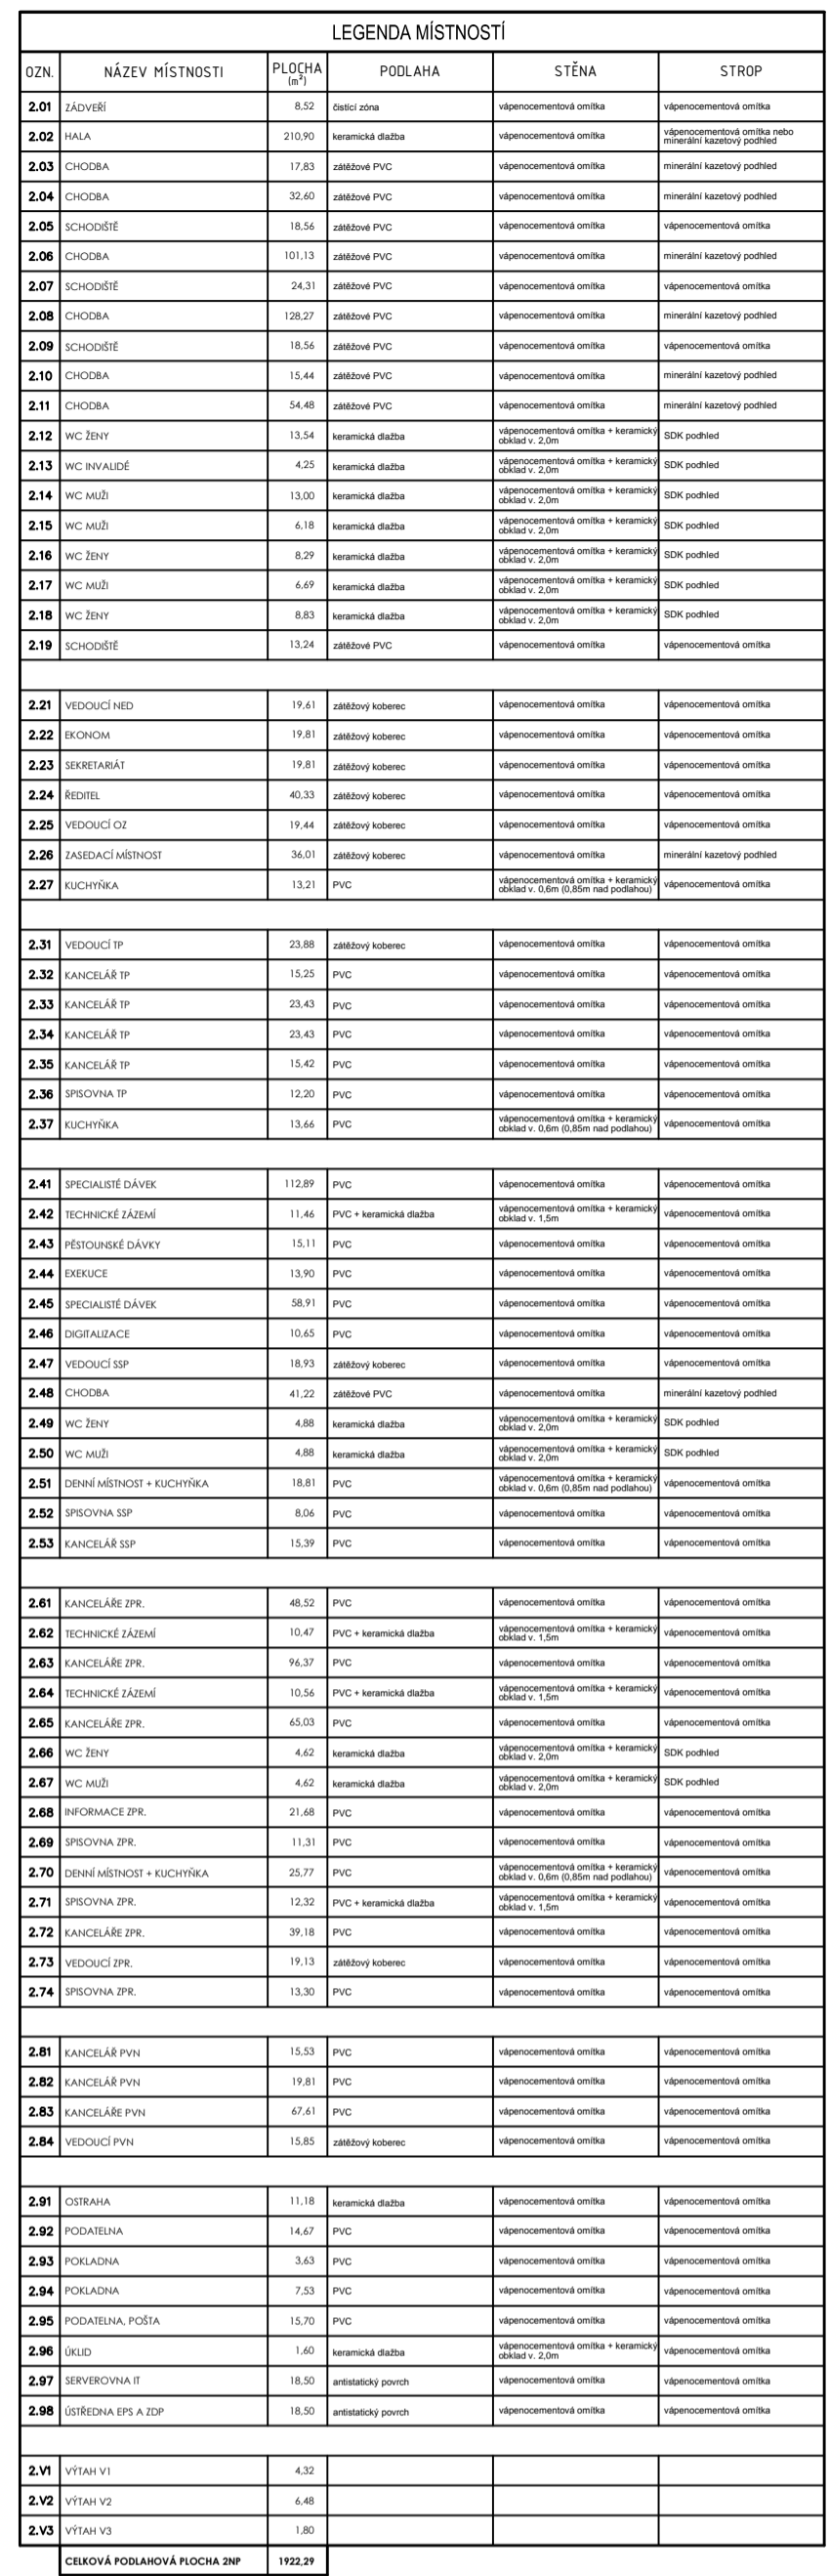 LEGENDA MÍSTNOSTÍ
OZN. NÁZEV MÍSTNOSTI PLOCHA (m²) PODLAHA STĚNA STROP
2.01 ZÁDVEŘÍ 8,52 čistící zóna vápenocementová omítka vápenocementová omítka
2.02 HALA 210,90 keramická dlažba vápenocementová omítka vápenocementová omítka nebo minerální kazetový podhled
2.03 CHODBA 17,83 zátěžové PVC vápenocementová omítka minerální kazetový podhled
2.04 CHODBA 32,60 zátěžové PVC vápenocementová omítka minerální kazetový podhled
2.05 SCHODIŠTĚ 18,56 zátěžové PVC vápenocementová omítka vápenocementová omítka
2.06 CHODBA 101,13 zátěžové PVC vápenocementová omítka minerální kazetový podhled
2.07 SCHODIŠTĚ 24,31 zátěžové PVC vápenocementová omítka vápenocementová omítka
2.08 CHODBA 128,27 zátěžové PVC vápenocementová omítka minerální kazetový podhled
2.09 SCHODIŠTĚ 18,56 zátěžové PVC vápenocementová omítka vápenocementová omítka
2.10 CHODBA 15,44 zátěžové PVC vápenocementová omítka minerální kazetový podhled
2.11 CHODBA 54,48 zátěžové PVC vápenocementová omítka minerální kazetový podhled
2.12 WC ŽENY 13,54 keramická dlažba vápenocementová omítka + keramický obklad v. 2,0m SDK podhled
2.13 WC INVALIDÉ 4,25 keramická dlažba vápenocementová omítka + keramický obklad v. 2,0m SDK podhled
2.14 WC MUŽI 13,00 keramická dlažba vápenocementová omítka + keramický obklad v. 2,0m SDK podhled
2.15 WC MUŽI 6,18 keramická dlažba vápenocementová omítka + keramický obklad v. 2,0m SDK podhled
2.16 WC ŽENY 8,29 keramická dlažba vápenocementová omítka + keramický obklad v. 2,0m SDK podhled
2.17 WC MUŽI 6,69 keramická dlažba vápenocementová omítka + keramický obklad v. 2,0m SDK podhled
2.18 WC ŽENY 8,83 keramická dlažba vápenocementová omítka + keramický obklad v. 2,0m SDK podhled
2.19 SCHODIŠTĚ 13,24 zátěžové PVC vápenocementová omítka vápenocementová omítka
2.21 VEDOUCÍ NED 19,61 zátěžový koberec vápenocementová omítka vápenocementová omítka
2.22 EKONOM 19,81 zátěžový koberec vápenocementová omítka vápenocementová omítka
2.23 SEKRETARIÁT 19,81 zátěžový koberec vápenocementová omítka vápenocementová omítka
2.24 ŘEDITEL 40,33 zátěžový koberec vápenocementová omítka vápenocementová omítka
2.25 VEDOUCÍ OZ 19,44 zátěžový koberec vápenocementová omítka vápenocementová omítka
2.26 ZASEDACÍ MÍSTNOST 36,01 zátěžový koberec vápenocementová omítka minerální kazetový podhled
2.27 KUCHYŇKA 13,21 PVC vápenocementová omítka + keramický obklad v. 0,6m (0,85m nad podlahou) vápenocementová omítka
2.31 VEDOUCÍ TP 23,88 zátěžový koberec vápenocementová omítka vápenocementová omítka
2.32 KANCELÁŘ TP 15,25 PVC vápenocementová omítka vápenocementová omítka
2.33 KANCELÁŘ TP 23,43 PVC vápenocementová omítka vápenocementová omítka
2.34 KANCELÁŘ TP 23,43 PVC vápenocementová omítka vápenocementová omítka
2.35 KANCELÁŘ TP 15,42 PVC vápenocementová omítka vápenocementová omítka
2.36 SPISOVNA TP 12,20 PVC vápenocementová omítka vápenocementová omítka
2.37 KUCHYŇKA 13,66 PVC vápenocementová omítka + keramický obklad v. 0,6m (0,85m nad podlahou) vápenocementová omítka
2.41 SPECIALISTÉ DÁVEK 112,89 PVC vápenocementová omítka vápenocementová omítka
2.42 TECHNICKÉ ZÁZEMÍ 11,46 PVC + keramická dlažba vápenocementová omítka + keramický obklad v. 1,5m vápenocementová omítka
2.43 PĚSTOUNSKÉ DÁVKY 15,11 PVC vápenocementová omítka vápenocementová omítka
2.44 EXEKUCE 13,90 PVC vápenocementová omítka vápenocementová omítka
2.45 SPECIALISTÉ DÁVEK 58,91 PVC vápenocementová omítka vápenocementová omítka
2.46 DIGITALIZACE 10,65 PVC vápenocementová omítka vápenocementová omítka
2.47 VEDOUCÍ SSP 18,93 zátěžový koberec vápenocementová omítka vápenocementová omítka
2.48 CHODBA 41,22 zátěžové PVC vápenocementová omítka minerální kazetový podhled
2.49 WC ŽENY 4,88 keramická dlažba vápenocementová omítka + keramický obklad v. 2,0m SDK podhled
2.50 WC MUŽI 4,88 keramická dlažba vápenocementová omítka + keramický obklad v. 2,0m SDK podhled
2.51 DENNÍ MÍSTNOST + KUCHYŇKA 18,81 PVC vápenocementová omítka + keramický obklad v. 0,6m (0,85m nad podlahou) vápenocementová omítka
2.52 SPISOVNA SSP 8,06 PVC vápenocementová omítka vápenocementová omítka
2.53 KANCELÁŘ SSP 15,39 PVC vápenocementová omítka vápenocementová omítka
2.61 KANCELÁŘE ZPR. 48,52 PVC vápenocementová omítka vápenocementová omítka
2.62 TECHNICKÉ ZÁZEMÍ 10,47 PVC + keramická dlažba vápenocementová omítka + keramický obklad v. 1,5m vápenocementová omítka
2.63 KANCELÁŘE ZPR. 96,37 PVC vápenocementová omítka vápenocementová omítka
2.64 TECHNICKÉ ZÁZEMÍ 10,56 PVC + keramická dlažba vápenocementová omítka + keramický obklad v. 1,5m vápenocementová omítka
2.65 KANCELÁŘE ZPR. 65,03 PVC vápenocementová omítka vápenocementová omítka
2.66 WC ŽENY 4,62 keramická dlažba vápenocementová omítka + keramický obklad v. 2,0m SDK podhled
2.67 WC MUŽI 4,62 keramická dlažba vápenocementová omítka + keramický obklad v. 2,0m SDK podhled
2.68 INFORMACE ZPR. 21,68 PVC vápenocementová omítka vápenocementová omítka
2.69 SPISOVNA ZPR. 11,31 PVC vápenocementová omítka vápenocementová omítka
2.70 DENNÍ MÍSTNOST + KUCHYŇKA 25,77 PVC vápenocementová omítka + keramický obklad v. 0,6m (0,85m nad podlahou) vápenocementová omítka
2.71 SPISOVNA ZPR. 12,32 PVC + keramická dlažba vápenocementová omítka + keramický obklad v. 1,5m vápenocementová omítka
2.72 KANCELÁŘE ZPR. 39,18 PVC vápenocementová omítka vápenocementová omítka
2.73 VEDOUCÍ ZPR. 19,13 zátěžový koberec vápenocementová omítka vápenocementová omítka
2.74 SPISOVNA ZPR. 13,30 PVC vápenocementová omítka vápenocementová omítka
2.81 KANCELÁŘ PVN 15,53 PVC vápenocementová omítka vápenocementová omítka
2.82 KANCELÁŘ PVN 19,81 PVC vápenocementová omítka vápenocementová omítka
2.83 KANCELÁŘE PVN 67,61 PVC vápenocementová omítka vápenocementová omítka
2.84 VEDOUCÍ PVN 15,85 zátěžový koberec vápenocementová omítka vápenocementová omítka
2.91 OSTRAHA 11,18 keramická dlažba vápenocementová omítka vápenocementová omítka
2.92 PODATELNA 14,67 PVC vápenocementová omítka vápenocementová omítka
2.93 POKLADNA 3,63 PVC vápenocementová omítka vápenocementová omítka
2.94 POKLADNA 7,53 PVC vápenocementová omítka vápenocementová omítka
2.95 PODATELNA, POŠTA 15,70 PVC vápenocementová omítka vápenocementová omítka
2.96 ÚKLID 1,60 keramická dlažba vápenocementová omítka + keramický obklad v. 2,0m vápenocementová omítka
2.97 SERVEROVNA IT 18,50 antistatický povrch vápenocementová omítka vápenocementová omítka
2.98 ÚSTŘEDNA EPS A ZDP 18,50 antistatický povrch vápenocementová omítka vápenocementová omítka
2.V1 VÝTAH V1 4,32
2.V2 VÝTAH V2 6,48
2.V3 VÝTAH V3 1,80
CELKOVÁ PODLAHOVÁ PLOCHA 2NP 1922,29